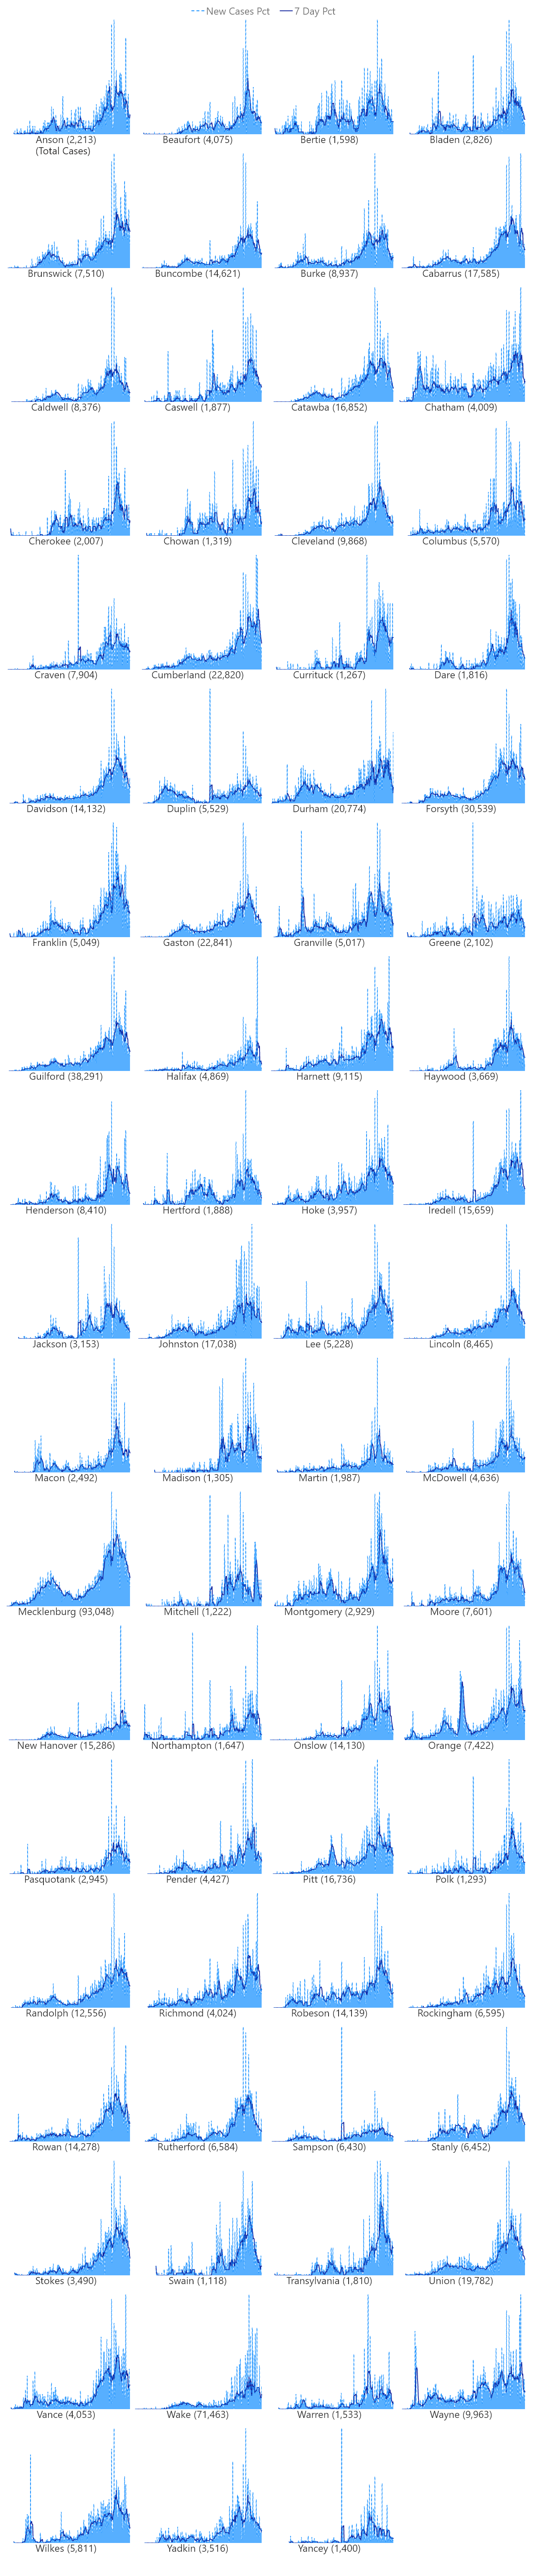 New Cases Pct 7 Day Pct
Anson (2,213) Beaufort (4,075) Bertie (1,598) Bladen (2,826)
(Total Cases)
Brunswick (7,510) Buncombe (14,621) Burke (8,937) Cabarrus (17,585)
Caldwell (8,376) Caswell (1,877) Catawba (16,852) Chatham (4,009)
Cherokee (2,007) Chowan (1,319) Cleveland (9,868) Columbus (5,570)
Craven (7,904) Cumberland (22,820) Currituck (1,267) Dare (1,816)
Davidson (14,132) Duplin (5,529) Durham (20,774) Forsyth (30,539)
Franklin (5,049) Gaston (22,841) Granville (5,017) Greene (2,102)
Guilford (38,291) Halifax (4,869) Harnett (9,115) Haywood (3,669)
Henderson (8,410) Hertford (1,888) Hoke (3,957) Iredell (15,659)
Jackson (3,153) Johnston (17,038) Lee (5,228) Lincoln (8,465)
Macon (2,492) Madison (1,305) Martin (1,987) McDowell (4,636)
Mecklenburg (93,048) Mitchell (1,222) Montgomery (2,929) Moore (7,601)
New Hanover (15,286) Northampton (1,647) Onslow (14,130) Orange (7,422)
Pasquotank (2,945) Pender (4,427) Pitt (16,736) Polk (1,293)
Randolph (12,556) Richmond (4,024) Robeson (14,139) Rockingham (6,595)
Rowan (14,278) Rutherford (6,584) Sampson (6,430) Stanly (6,452)
Stokes (3,490) Swain (1,118) Transylvania (1,810) Union (19,782)
Vance (4,053) Wake (71,463) Warren (1,533) Wayne (9,963)
Wilkes (5,811) Yadkin (3,516) Yancey (1,400)